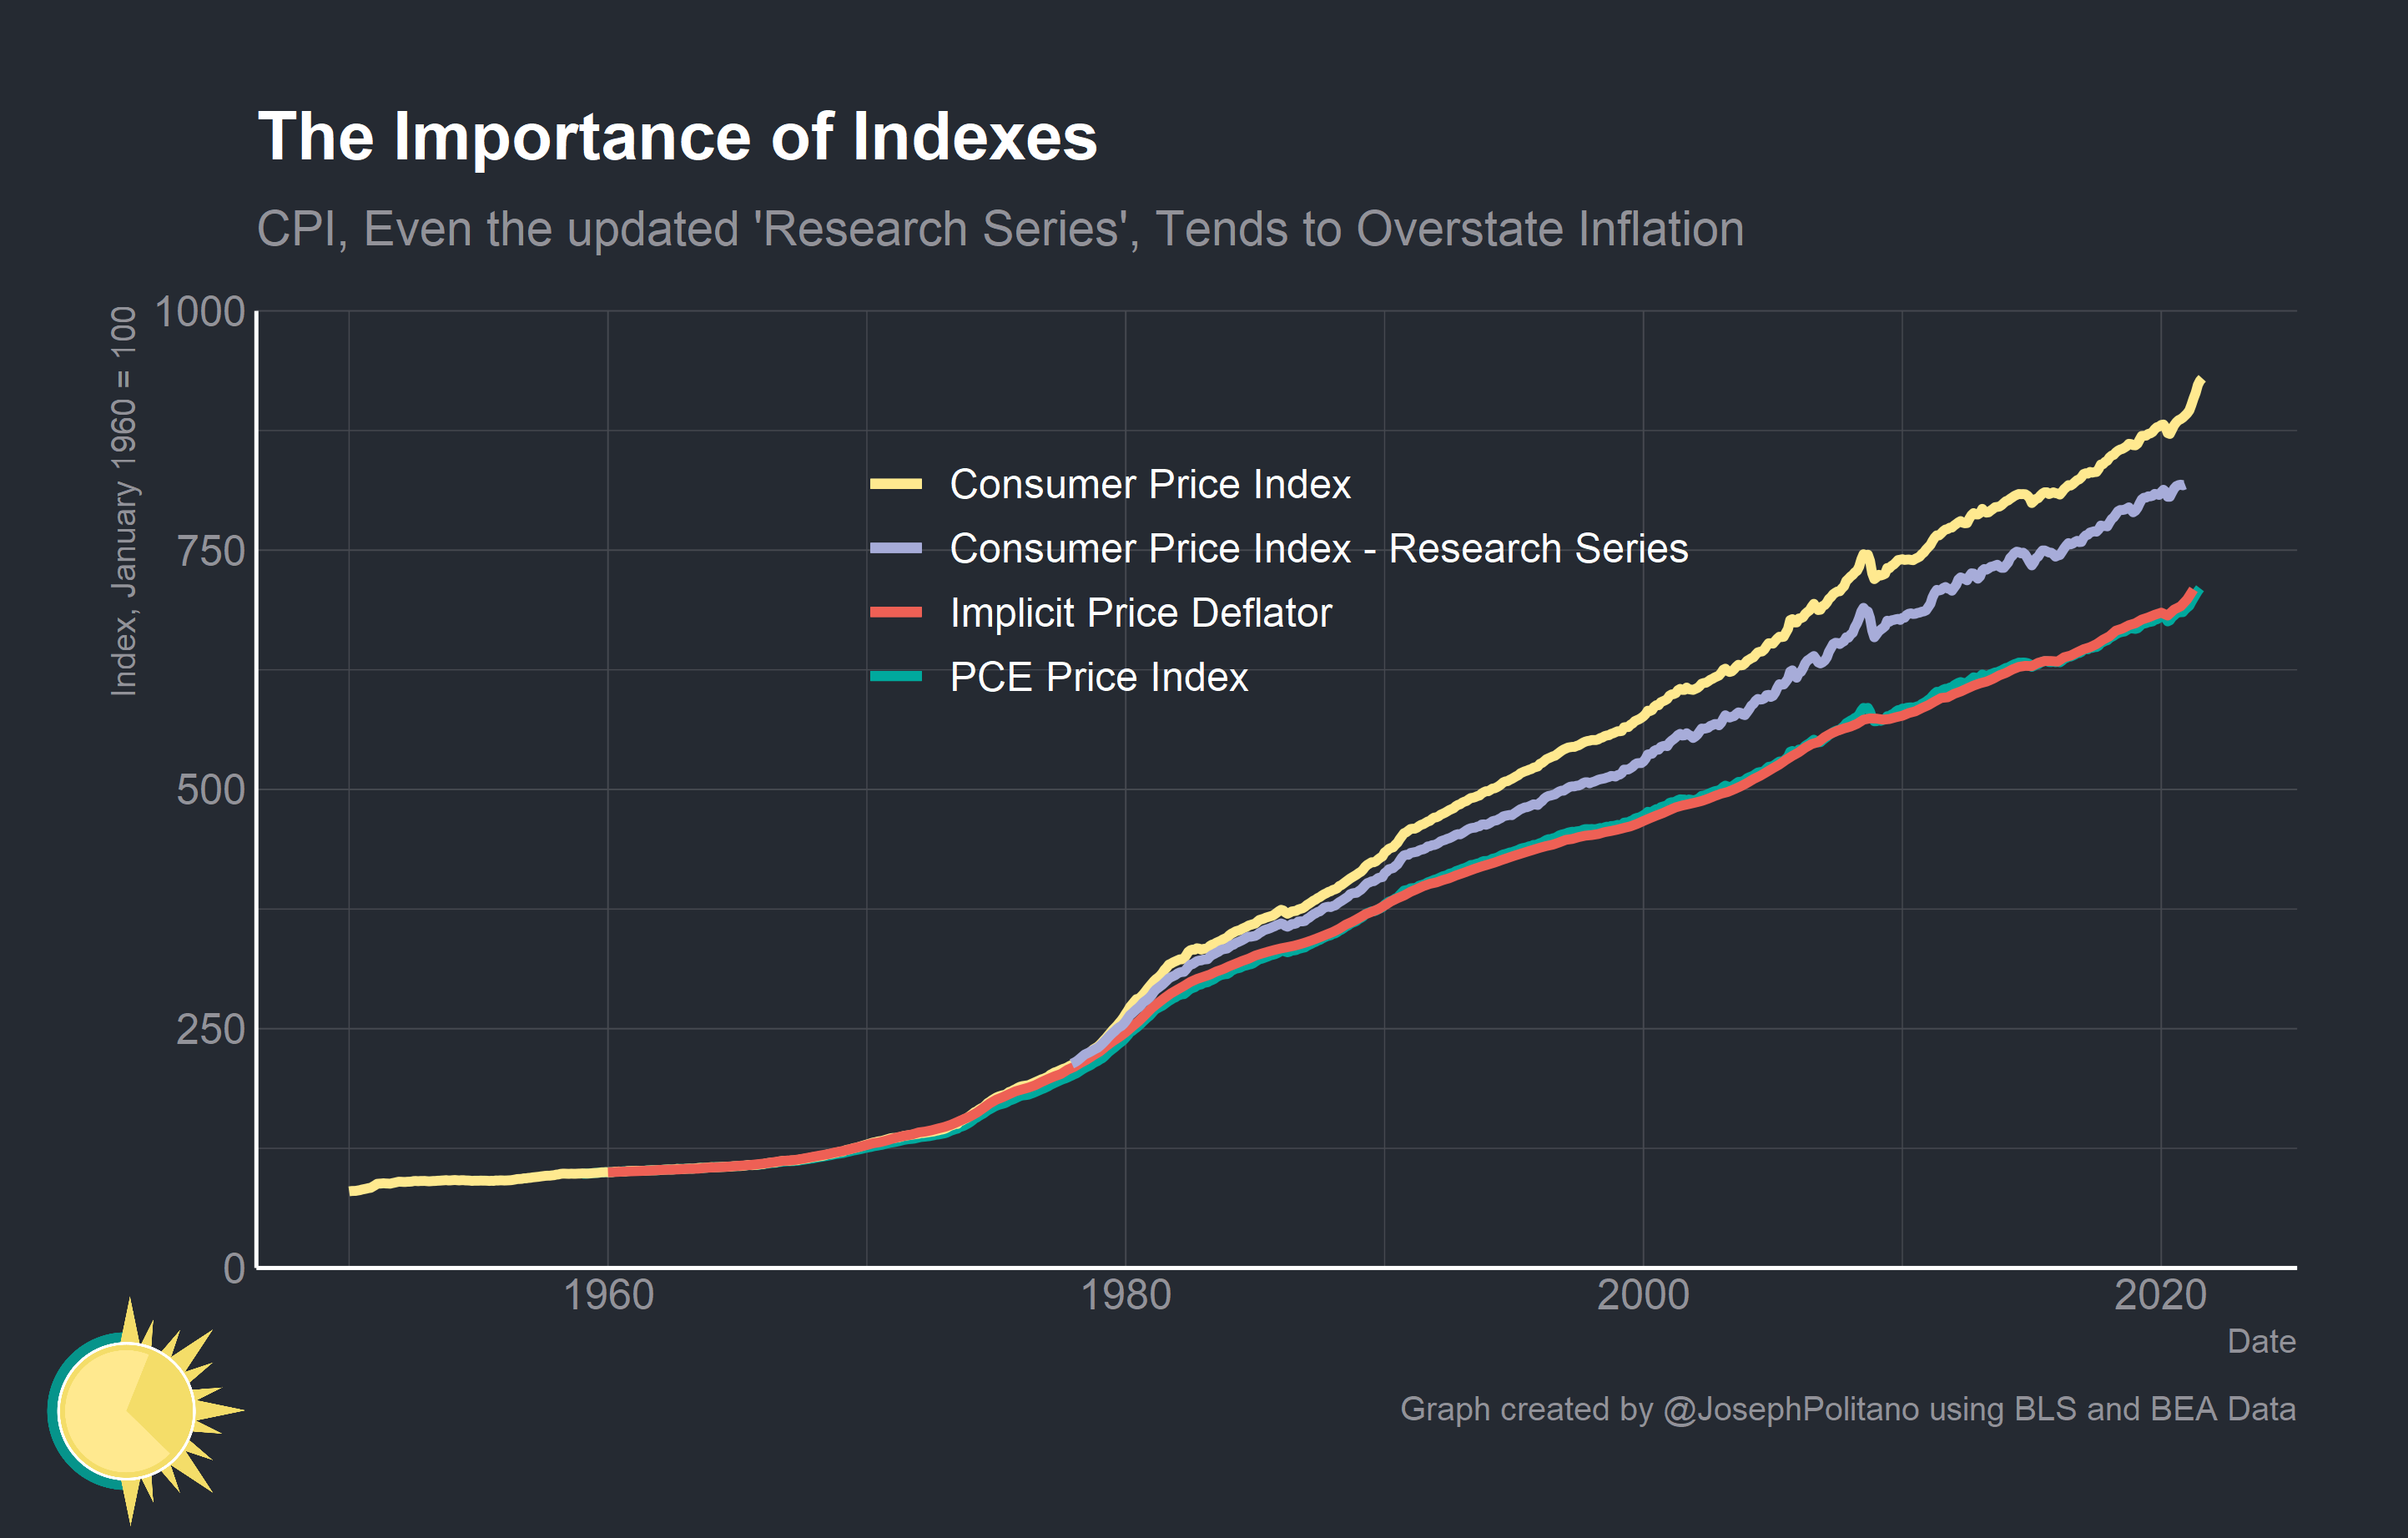 The Importance of Indexes
CPI, Even the updated 'Research Series', Tends to Overstate Inflation
Index, January 1960 = 100
1000
750
500
250
0
Consumer Price Index
Consumer Price Index - Research Series
Implicit Price Deflator
PCE Price Index
1960 1980 2000 2020
Date
Graph created by @JosephPolitano using BLS and BEA Data